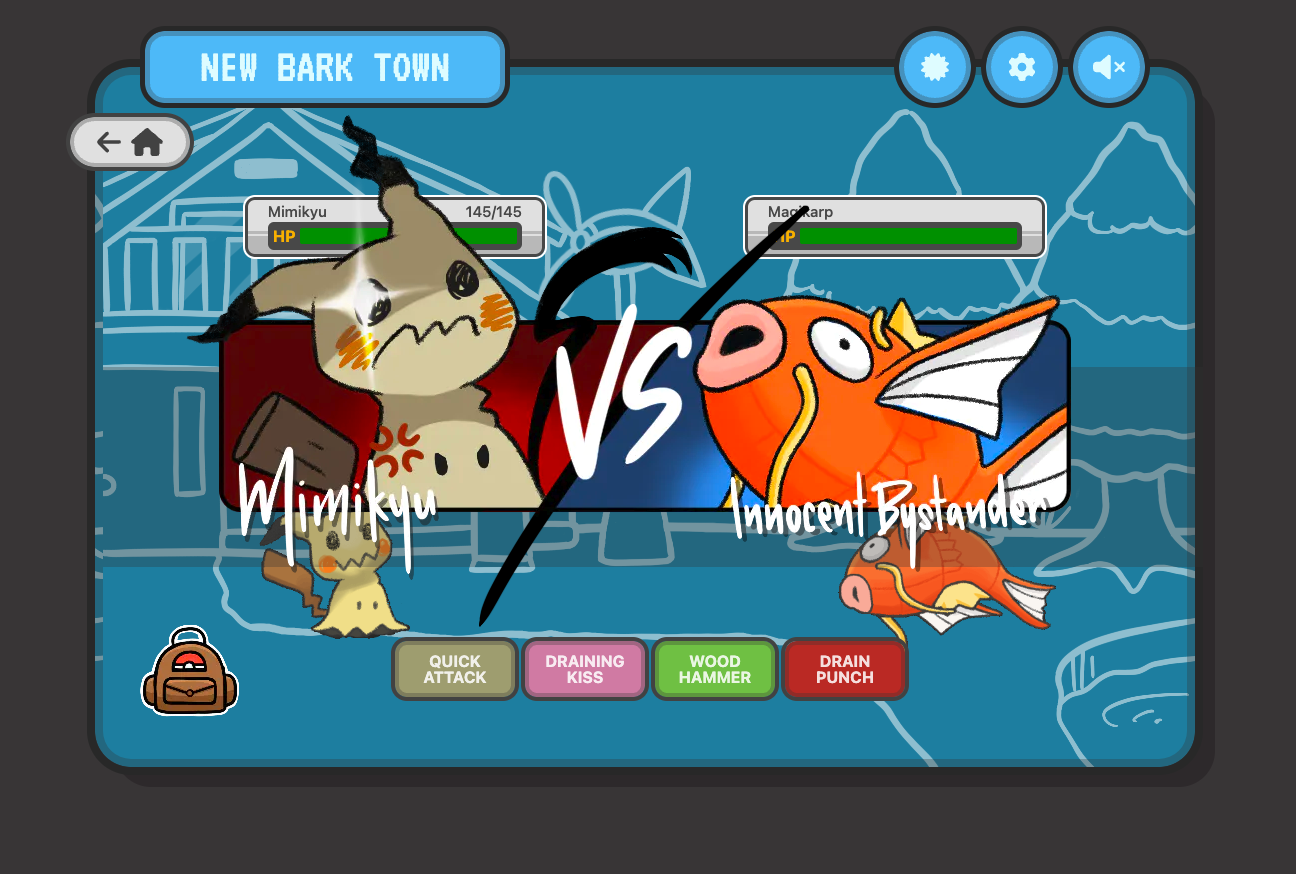 NEW BARK TOWN
Mimikyu 145/145
HP
Magikarp
HP
VS
Mimikyu
Innocent Bystander
QUICK
ATTACK
DRAINING
KISS
WOOD
HAMMER
DRAIN
PUNCH